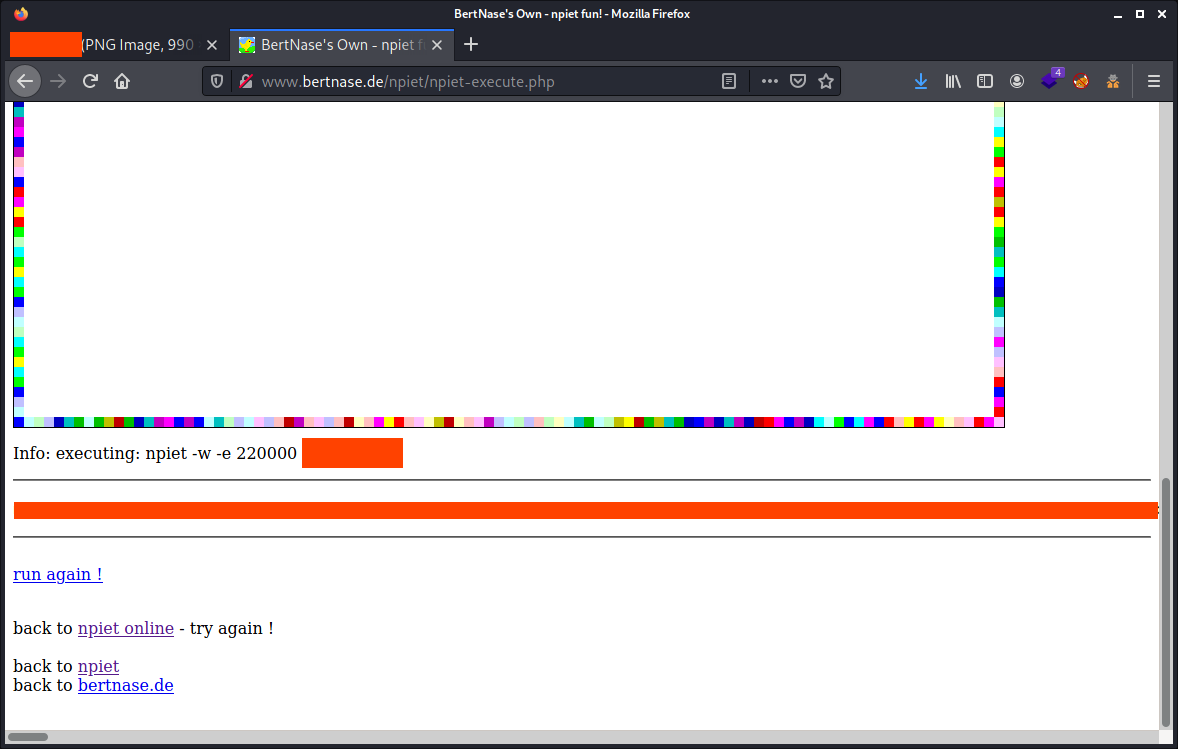 BertNase's Own - npiet fun! - Mozilla Firefox
(PNG Image, 990
BertNase's Own - npiet fu
www.bertnase.de/npiet/npiet-execute.php
4
Info: executing: npiet -w -e 220000
run again !
back to npiet online - try again !
back to npiet
back to bertnase.de